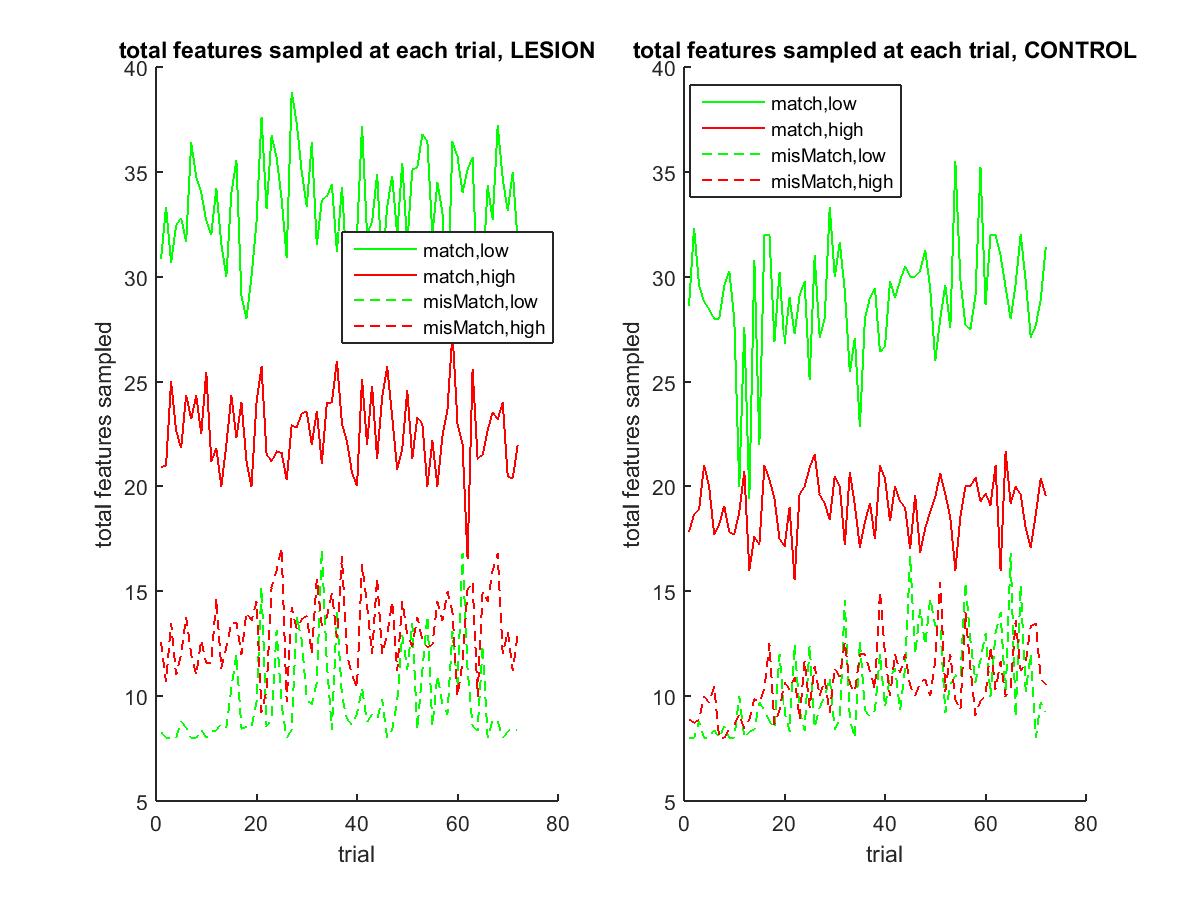 total features sampled at each trial, LESION
40
35
30
25
20
15
10
5
0
20
40
60
80
trial
total features sampled
match,low
match,high
misMatch,low
misMatch,high
total features sampled at each trial, CONTROL
40
35
30
25
20
15
10
5
0
20
40
60
80
trial
total features sampled
match,low
match,high
misMatch,low
misMatch,high